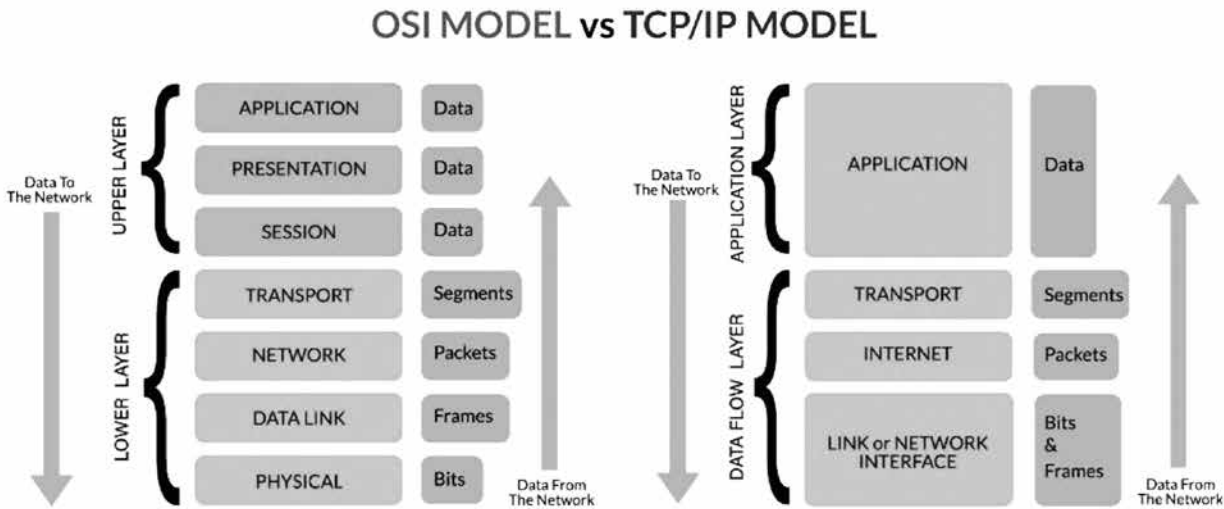 OSI MODEL vs TCP/IP MODEL
UPPER LAYER
APPLICATION
Data
PRESENTATION
Data
SESSION
Data
Data To
The Network
LOWER LAYER
TRANSPORT
Segments
NETWORK
Packets
DATA LINK
Frames
PHYSICAL
Bits
Data From
The Network
APPLICATION LAYER
APPLICATION
Data
Data To
The Network
DATA FLOW LAYER
TRANSPORT
Segments
INTERNET
Packets
LINK or NETWORK
INTERFACE
Bits
&
Frames
Data From
The Network